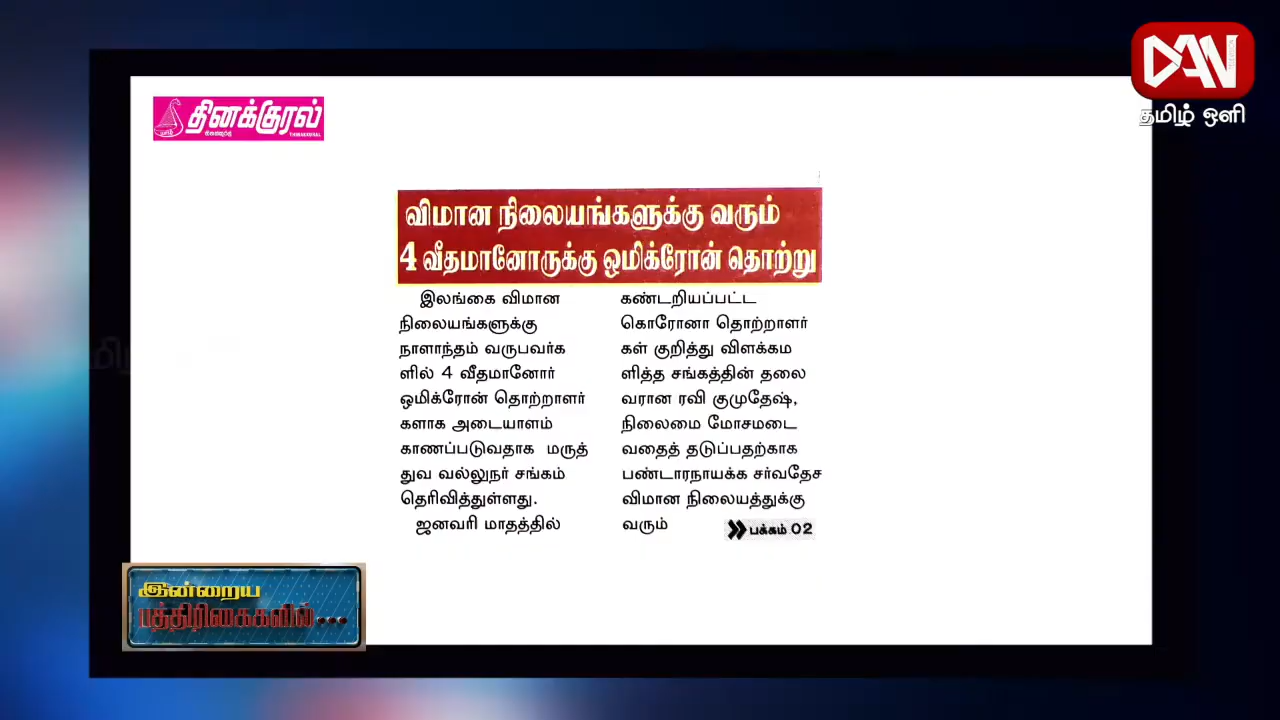 DAN
தமிழ் ஒளி
தினக்குரல்
THINAKKURAL
விமான நிலையங்களுக்கு வரும்
4 வீதமானோருக்கு ஒமிக்ரோன் தொற்று
இலங்கை விமான
நிலையங்களுக்கு
நாளாந்தம் வருபவர்க
ளில் 4 வீதமானோர்
ஒமிக்ரோன் தொற்றாளர்
களாக அடையாளம்
காணப்படுவதாக மருத்
துவ வல்லுநர் சங்கம்
தெரிவித்துள்ளது.
ஜனவரி மாதத்தில்
கண்டறியப்பட்ட
கொரோனா தொற்றாளர்
கள் குறித்து விளக்கம
ளித்த சங்கத்தின் தலை
வரான ரவி குமுதேஷ்,
நிலைமை மோசமடை
வதைத் தடுப்பதற்காக
பண்டாரநாயக்க சர்வதேச
விமான நிலையத்துக்கு
வரும்
பக்கம் 02
இன்றைய
பத்திரிகைகளில்...